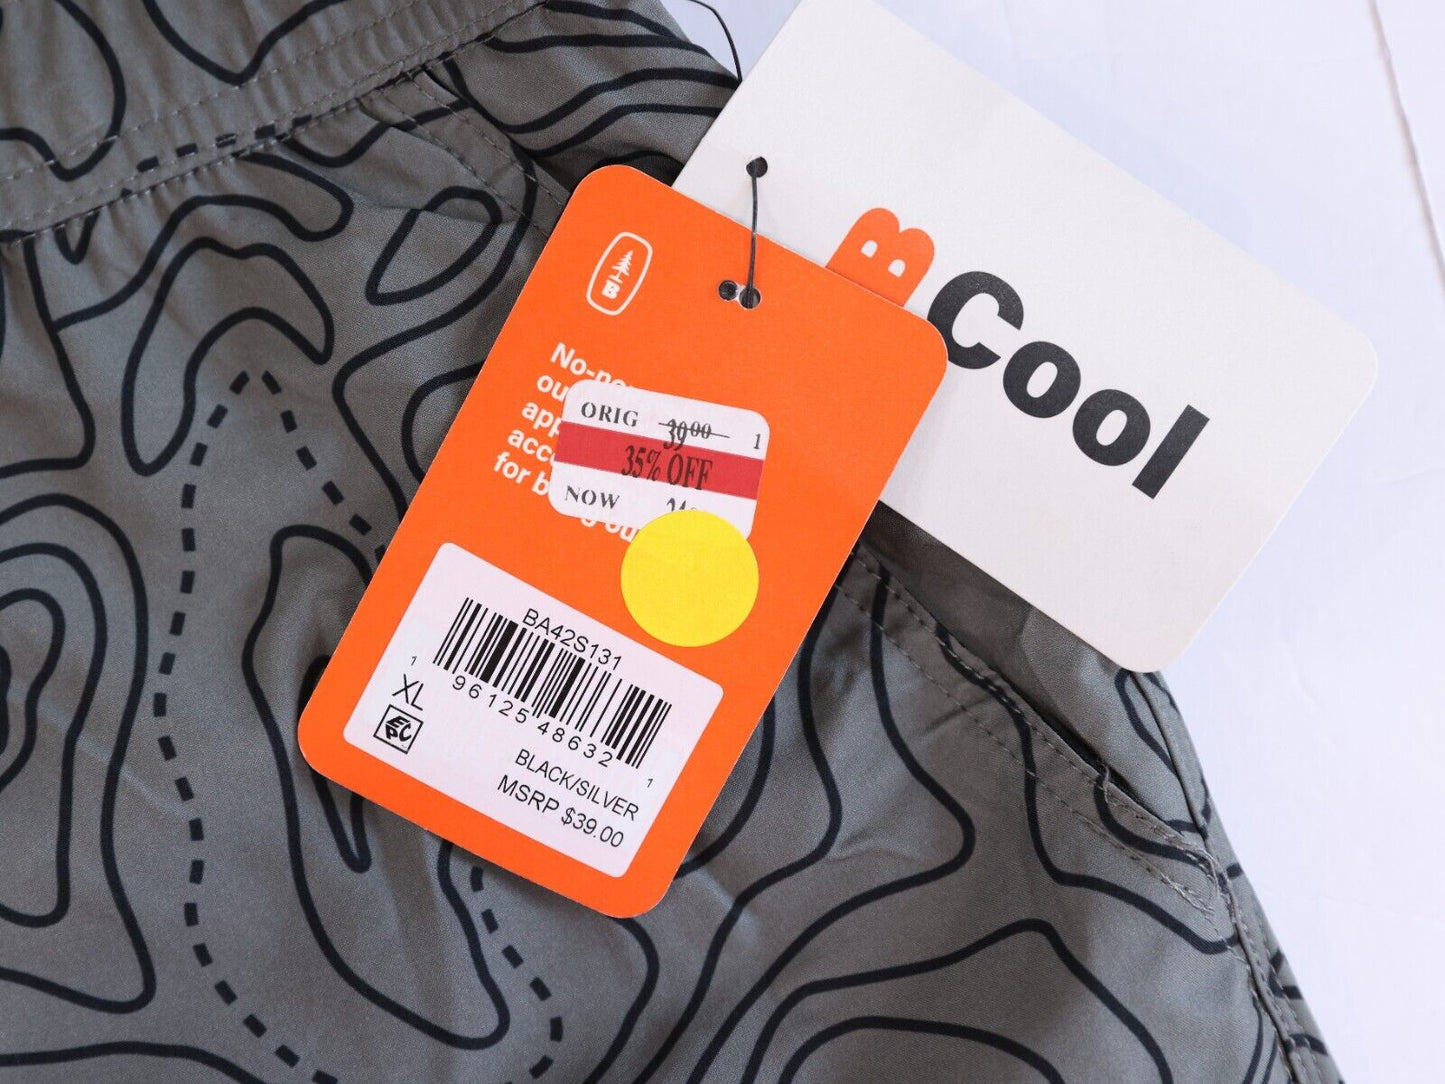 BCool
B
No-
ou
app
acc
for b
ORIG 39.00 1
35% OFF
NOW
BA42S131
1 96125 48632 1
XL
BLACK/SILVER
MSRP $39.00